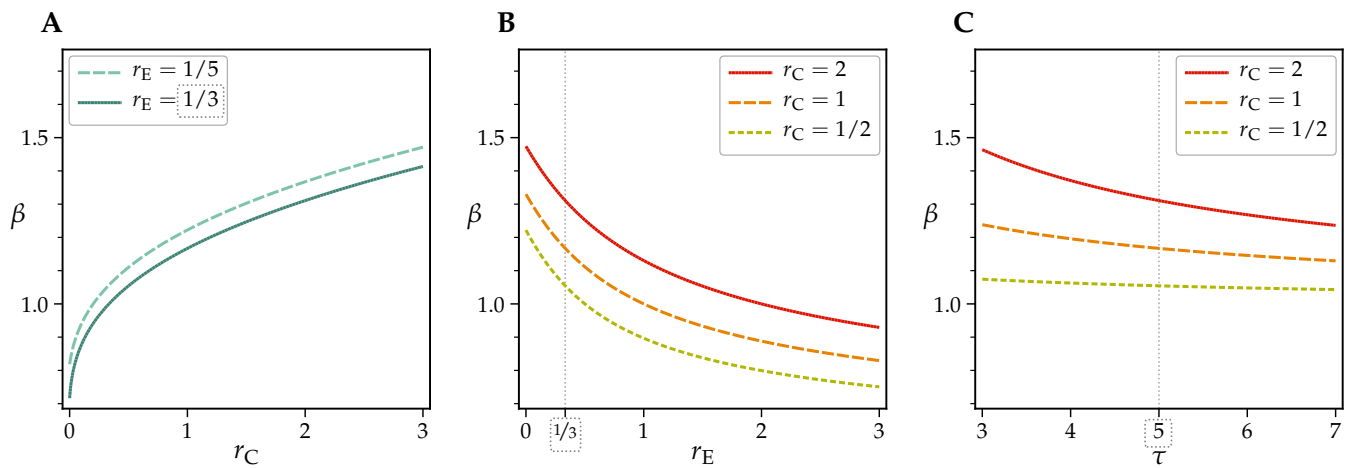 A
r_E = 1/5
r_E = 1/3
1.5
1.0
β
0
1
2
3
r_C
B
r_C = 2
r_C = 1
r_C = 1/2
1.5
1.0
β
0
1/3
1
2
3
r_E
C
r_C = 2
r_C = 1
r_C = 1/2
1.5
1.0
β
3
4
5
6
7
τ